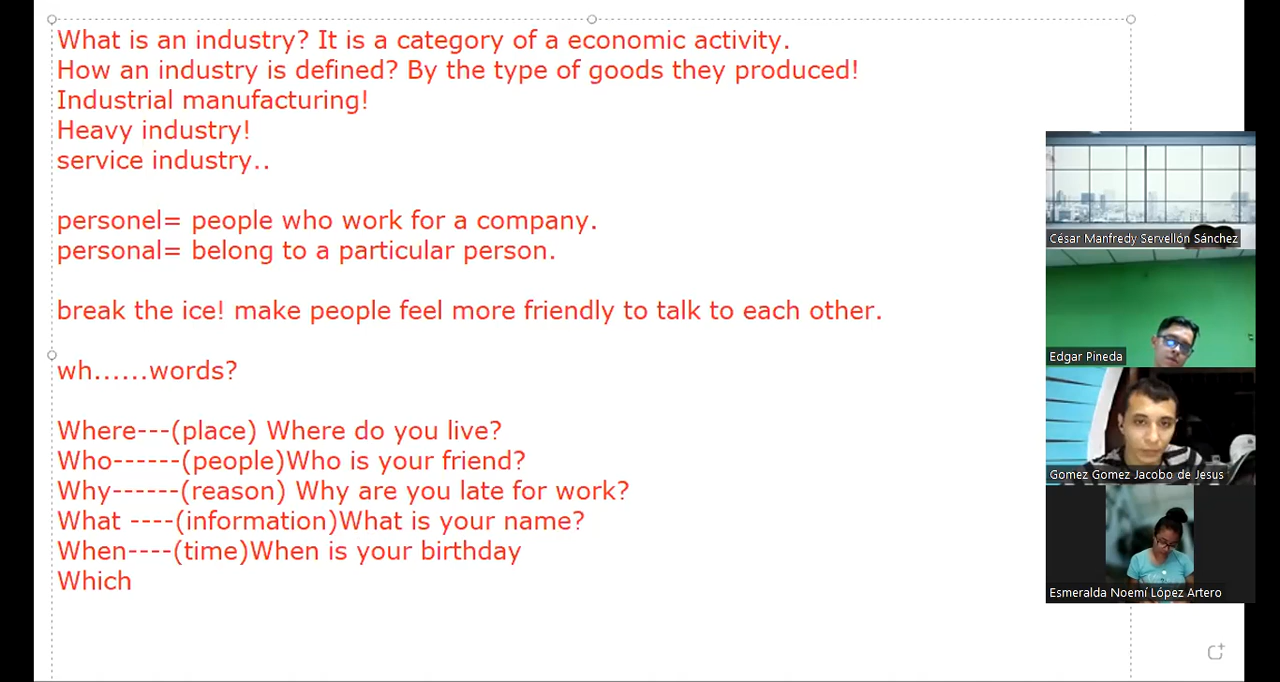 What is an industry? It is a category of a economic activity.
How an industry is defined? By the type of goods they produced!
Industrial manufacturing!
Heavy industry!
service industry..
personel= people who work for a company.
personal= belong to a particular person.
break the ice! make people feel more friendly to talk to each other.
wh......words?
Where---(place) Where do you live?
Who------(people)Who is your friend?
Why------(reason) Why are you late for work?
What ----(information)What is your name?
When----(time)When is your birthday
Which
César Manfredy Servellón Sánchez
Edgar Pineda
Gomez Gomez Jacobo de Jesus
Esmeralda Noemí López Artero